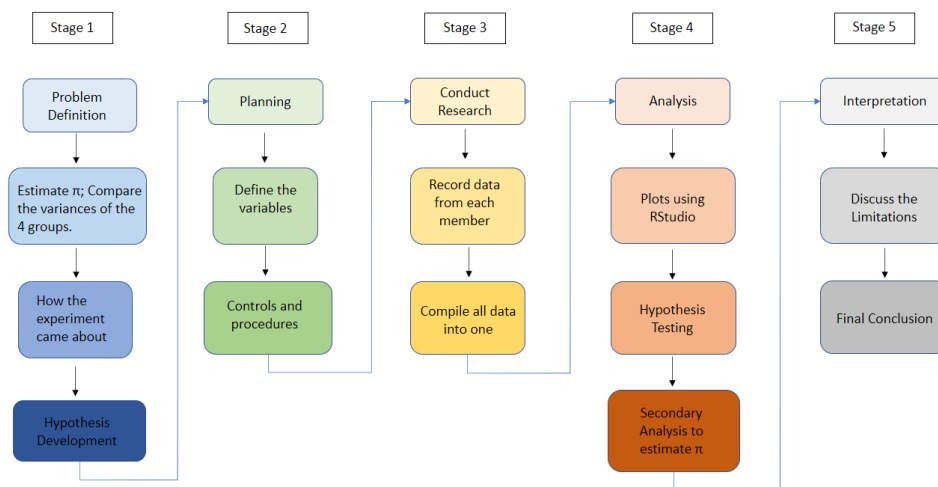 Stage 1
Stage 2
Stage 3
Stage 4
Stage 5
Problem
Definition
Estimate π; Compare
the variances of the
4 groups.
How the
experiment
came about
Hypothesis
Development
Planning
Define the
variables
Controls and
procedures
Conduct
Research
Record data
from each
member
Compile all data
into one
Analysis
Plots using
RStudio
Hypothesis
Testing
Secondary
Analysis to
estimate π
Interpretation
Discuss the
Limitations
Final Conclusion